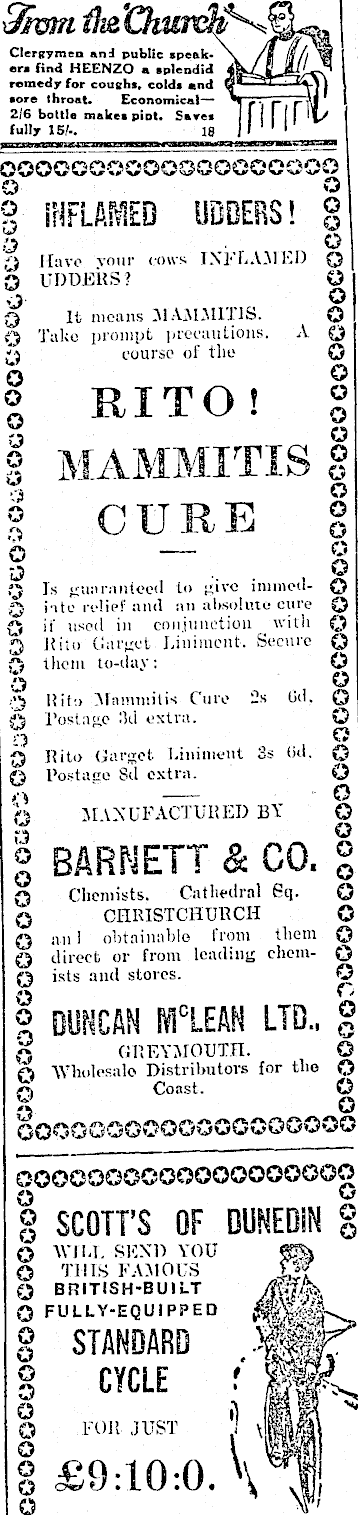 From the 'Church'
Clergymen and public speak-
ers find HEENZO a splendid
remedy for coughs, colds and
sore throat. Economical—
2/6 bottle makes pint. Saves
fully 15/-. 18
INFLAMED UDDERS!
Have your cows INFLAMED
UDDERS?
It means MAMMITIS.
Take prompt precautions. A
course of the
RITO!
MAMMITIS
CURE
Is guaranteed to give immed-
iate relief and an absolute cure
if used in conjunction with
Rito Garget Liniment. Secure
them to-day:
Rito Mammitis Cure 2s 6d.
Postage 3d extra.
Rito Garget Liniment 3s 6d.
Postage 8d extra.
MANUFACTURED BY
BARNETT & CO.
Chemists. Cathedral Sq.
CHRISTCHURCH
and obtainable from them
direct or from leading chem-
ists and stores.
DUNCAN McLEAN LTD.,
GREYMOUTH.
Wholesale Distributors for the
Coast.
SCOTT'S OF DUNEDIN
WILL SEND YOU
THIS FAMOUS
BRITISH-BUILT
FULLY-EQUIPPED
STANDARD
CYCLE
FOR JUST
£9:10:0.